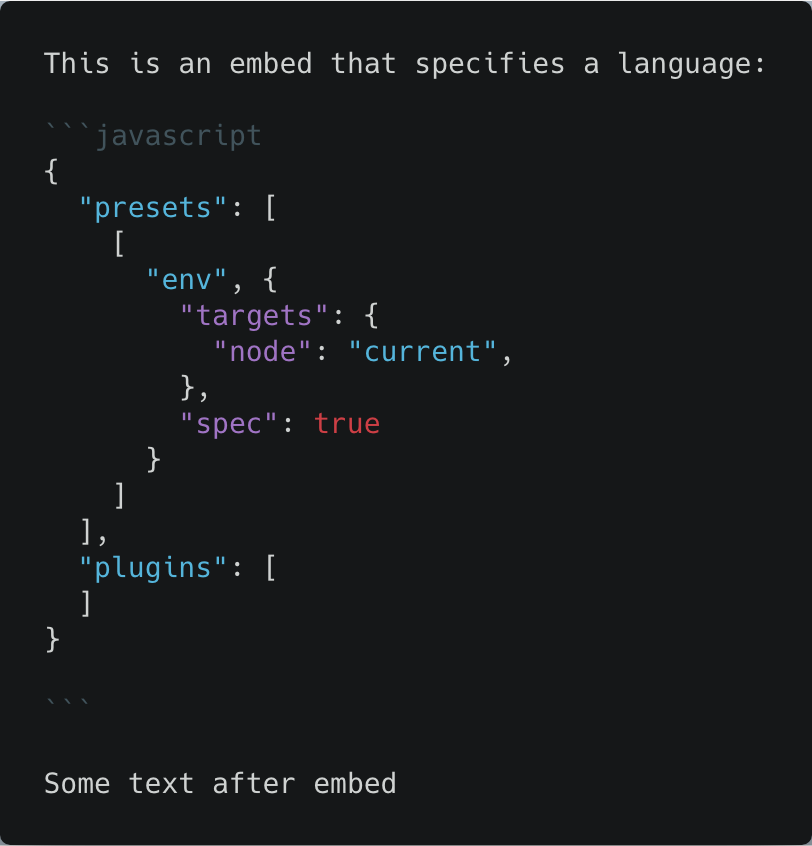 This is an embed that specifies a language:

```javascript
{
  "presets": [
    [
      "env", {
        "targets": {
          "node": "current",
        },
        "spec": true
      }
    ]
  ],
  "plugins": [
  ]
}

```

Some text after embed